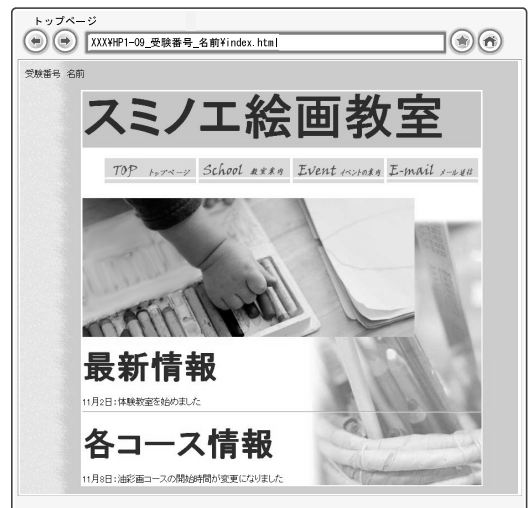 トップページ
XXX¥HP1-09_受験番号_名前¥index.html
受験番号 名前
スミノエ絵画教室
TOP トップページ School 教室案内 Event イベントの案内 E-mail メール送信
最新情報
11月2日：体験教室を始めました
各コース情報
11月8日：油彩画コースの開始時間が変更になりました